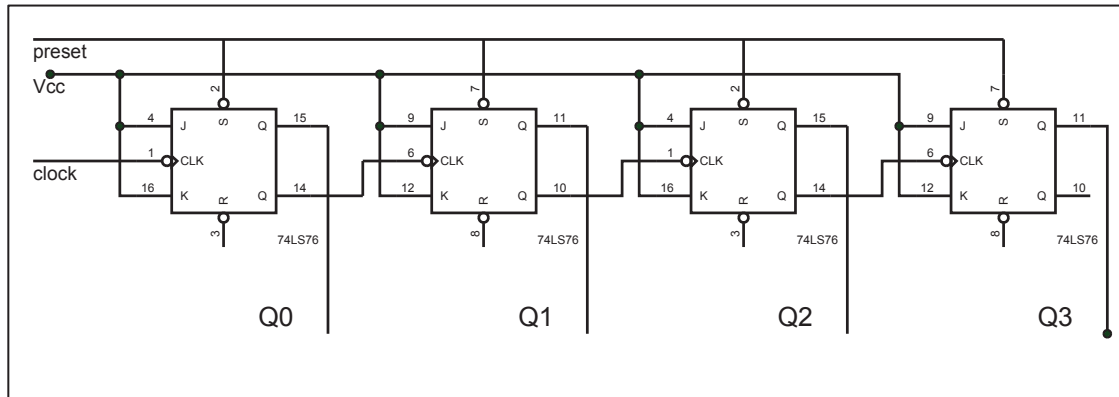 preset
Vcc
2 7 2 7
4 J S Q 15 9 J S Q 11 4 J S Q 15 9 J S Q 11
clock 1 CLK 6 CLK 1 CLK 6 CLK
16 K R Q 14 12 K R Q 10 16 K R Q 14 12 K R Q 10
3 74LS76 8 74LS76 3 74LS76 8 74LS76
Q0 Q1 Q2 Q3